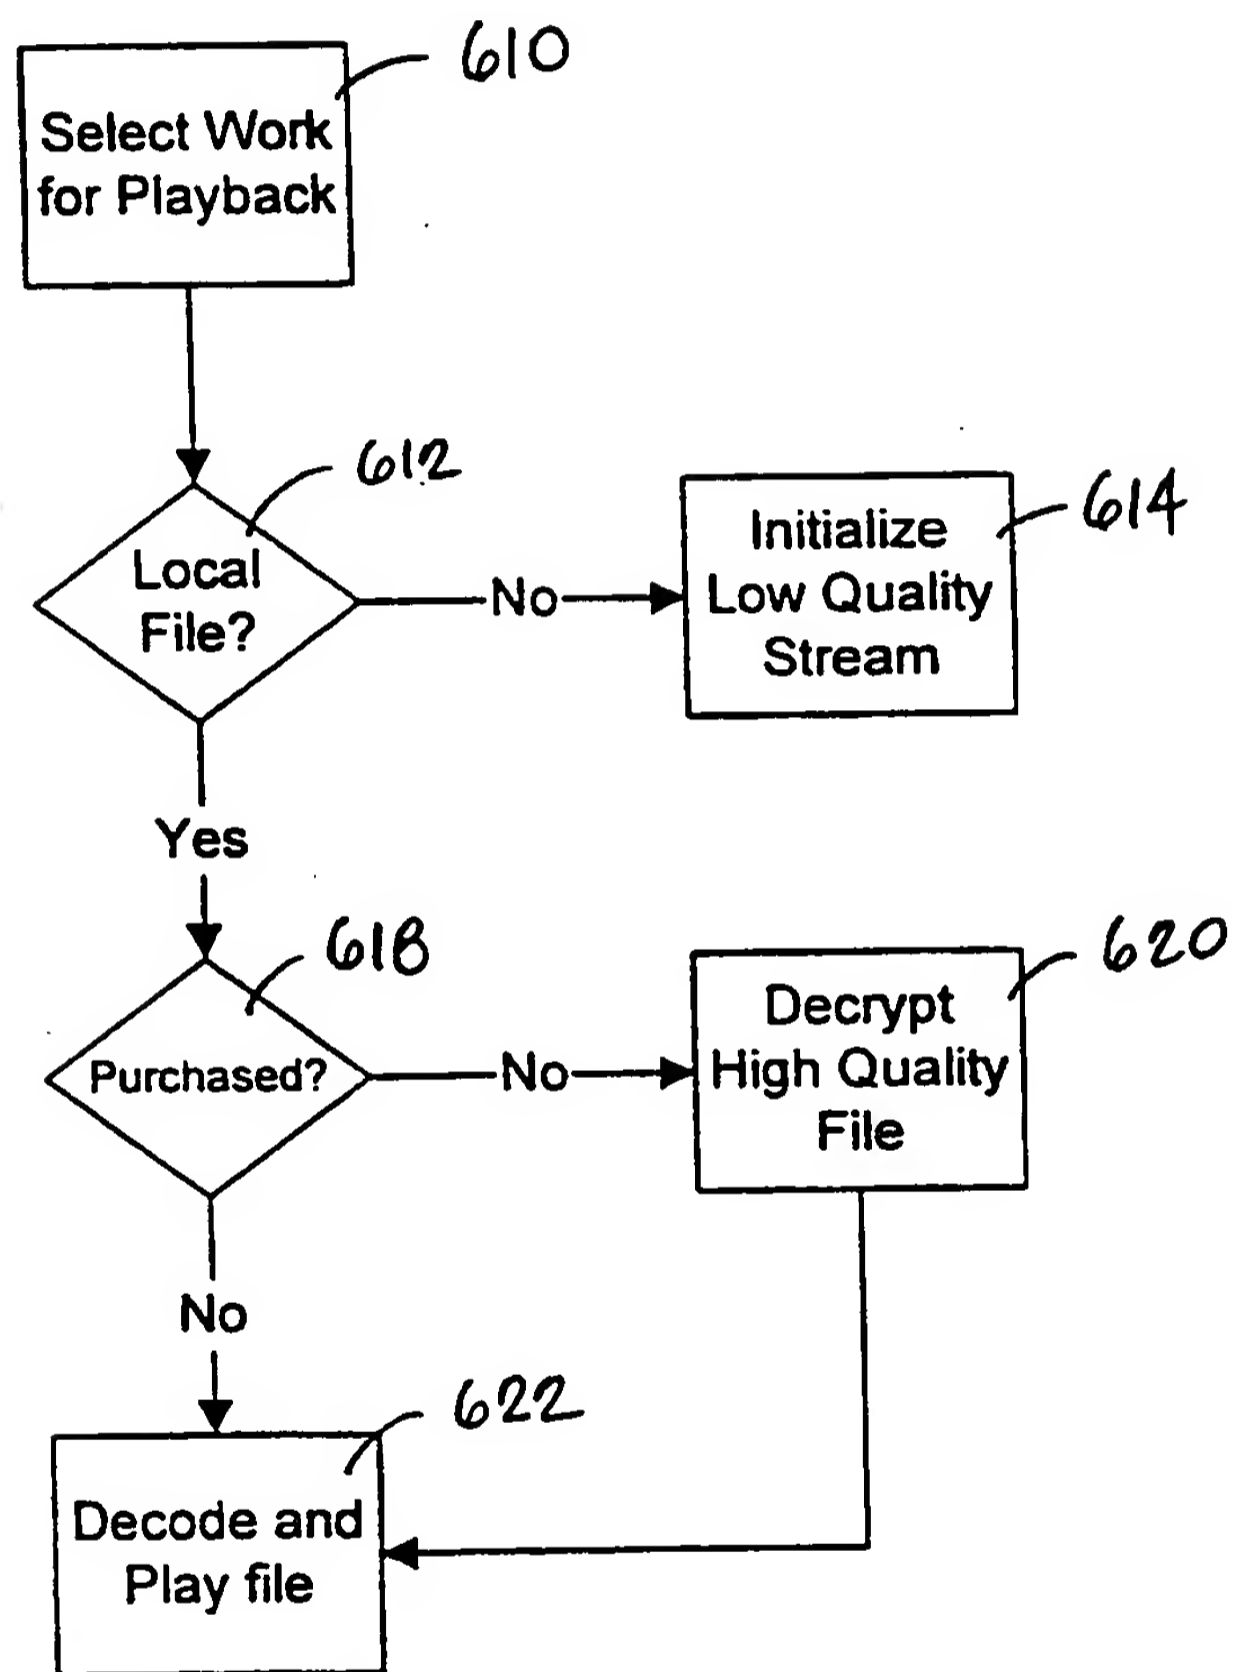 610
Select Work
for Playback
612
Local
File?
No
614
Initialize
Low Quality
Stream
Yes
618
Purchased?
No
620
Decrypt
High Quality
File
No
622
Decode and
Play file